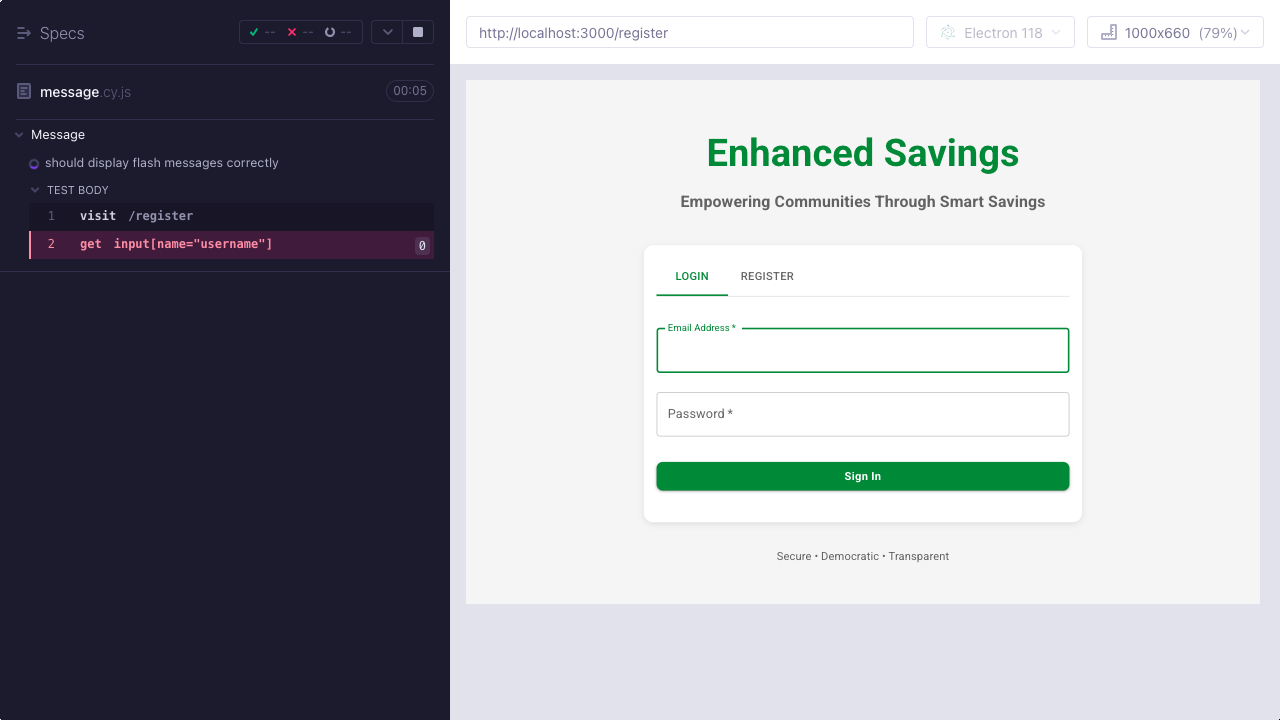 Specs
--
--
--
message.cy.js
00:05
Message
should display flash messages correctly
TEST BODY
1 visit /register
2 get input[name="username"] 0
http://localhost:3000/register
Electron 118
1000x660 (79%)
Enhanced Savings
Empowering Communities Through Smart Savings
LOGIN REGISTER
Email Address *
Password *
Sign In
Secure • Democratic • Transparent